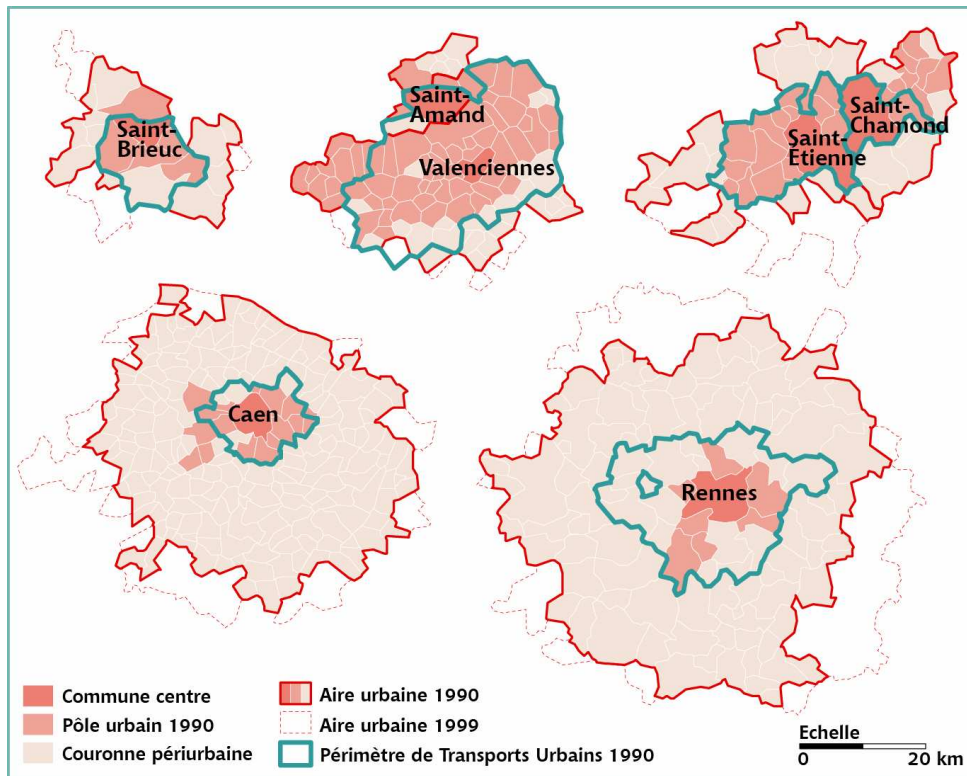 Saint-
Brieuc
Saint-
Amand
Valenciennes
Saint-
Chamond
Saint-
Étienne
Caen
Rennes
Commune centre
Pôle urbain 1990
Couronne périurbaine
Aire urbaine 1990
Aire urbaine 1999
Périmètre de Transports Urbains 1990
Echelle
0 20 km